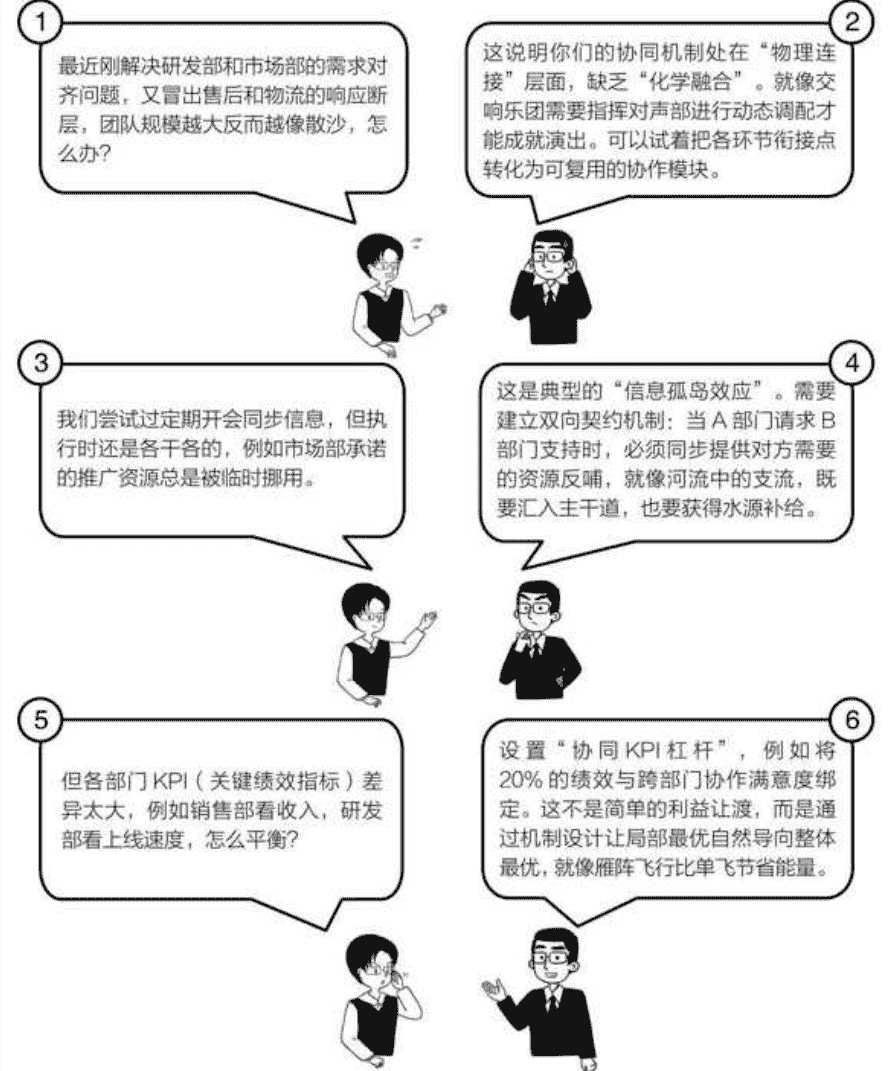 1
最近刚解决研发部和市场部的需求对
齐问题，又冒出售后和物流的响应断
层，团队规模越大反而越像散沙，怎
么办？
2
这说明你们的协同机制处在“物理连
接”层面，缺乏“化学融合”。就像交
响乐团需要指挥对声部进行动态调配才
能成就演出。可以试着把各环节衔接点
转化为可复用的协作模块。
3
我们尝试过定期开会同步信息，但执
行时还是各干各的，例如市场部承诺
的推广资源总是被临时挪用。
4
这是典型的“信息孤岛效应”。需要
建立双向契约机制：当 A 部门请求 B
部门支持时，必须同步提供对方需要
的资源反哺，就像河流中的支流，既
要汇入主干道，也要获得水源补给。
5
但各部门 KPI（关键绩效指标）差
异太大，例如销售部看收入，研发
部看上线速度，怎么平衡？
6
设置“协同 KPI 杠杆”，例如将
20% 的绩效与跨部门协作满意度绑
定。这不是简单的利益让渡，而是通
过机制设计让局部最优自然导向整体
最优，就像雁阵飞行比单飞节省能量。